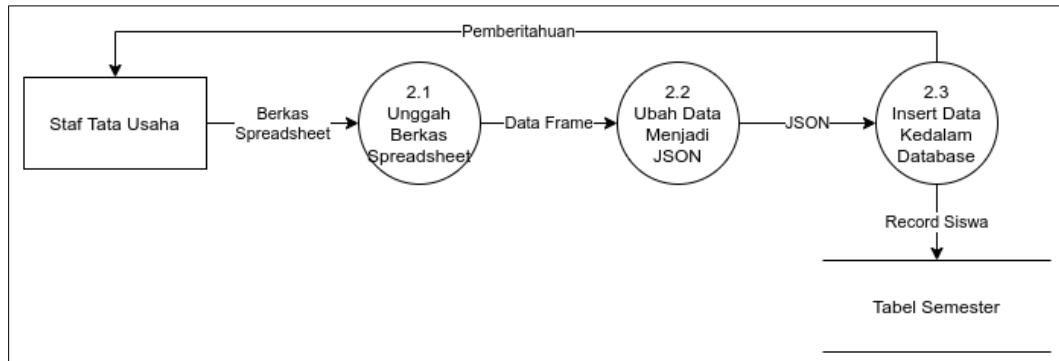 Pemberitahuan
Staf Tata Usaha
Berkas
Spreadsheet
2.1
Unggah
Berkas
Spreadsheet
Data Frame
2.2
Ubah Data
Menjadi
JSON
JSON
2.3
Insert Data
Kedalam
Database
Record Siswa
Tabel Semester